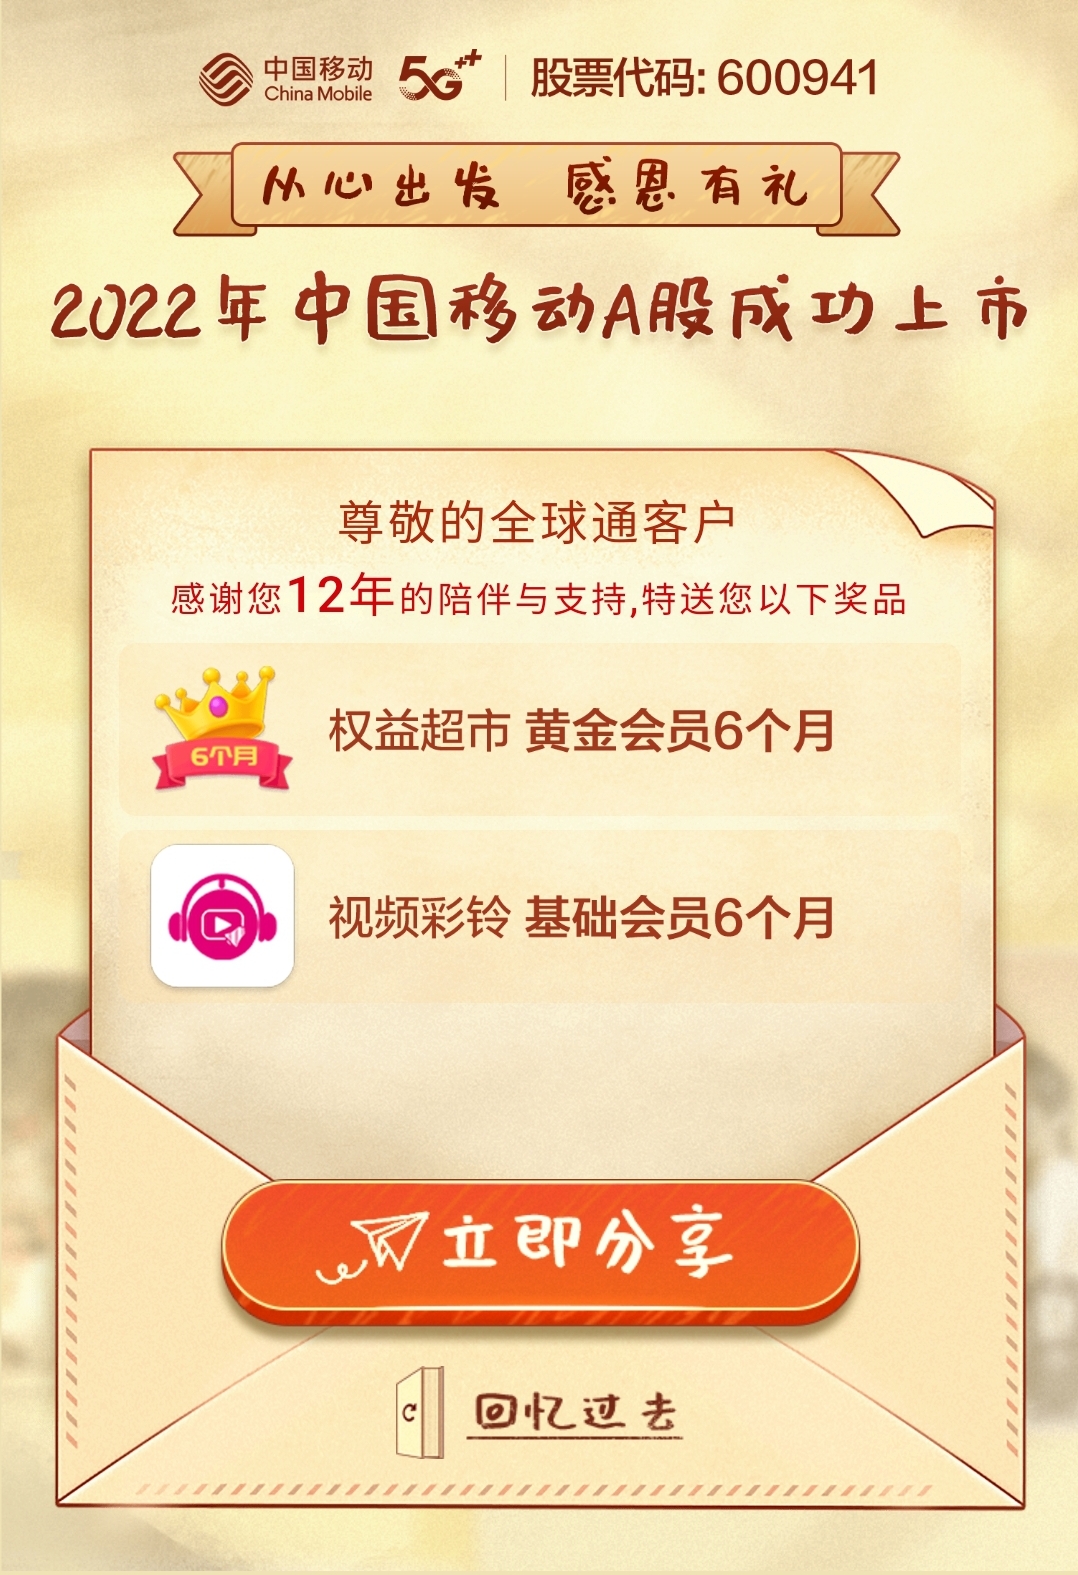 中国移动
China Mobile
5G++
股票代码: 600941
从心出发 感恩有礼
2022年中国移动A股成功上市
尊敬的全球通客户
感谢您12年的陪伴与支持,特送您以下奖品
6个月
权益超市 黄金会员6个月
视频彩铃 基础会员6个月
立即分享
C
回忆过去